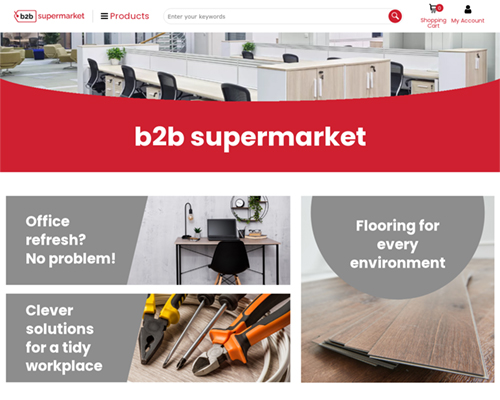 b2b supermarket
Products
Enter your keywords
0
Shopping
Cart
My Account
b2b supermarket
Office
refresh?
No problem!
Flooring for
every
environment
Clever
solutions
for a tidy
workplace